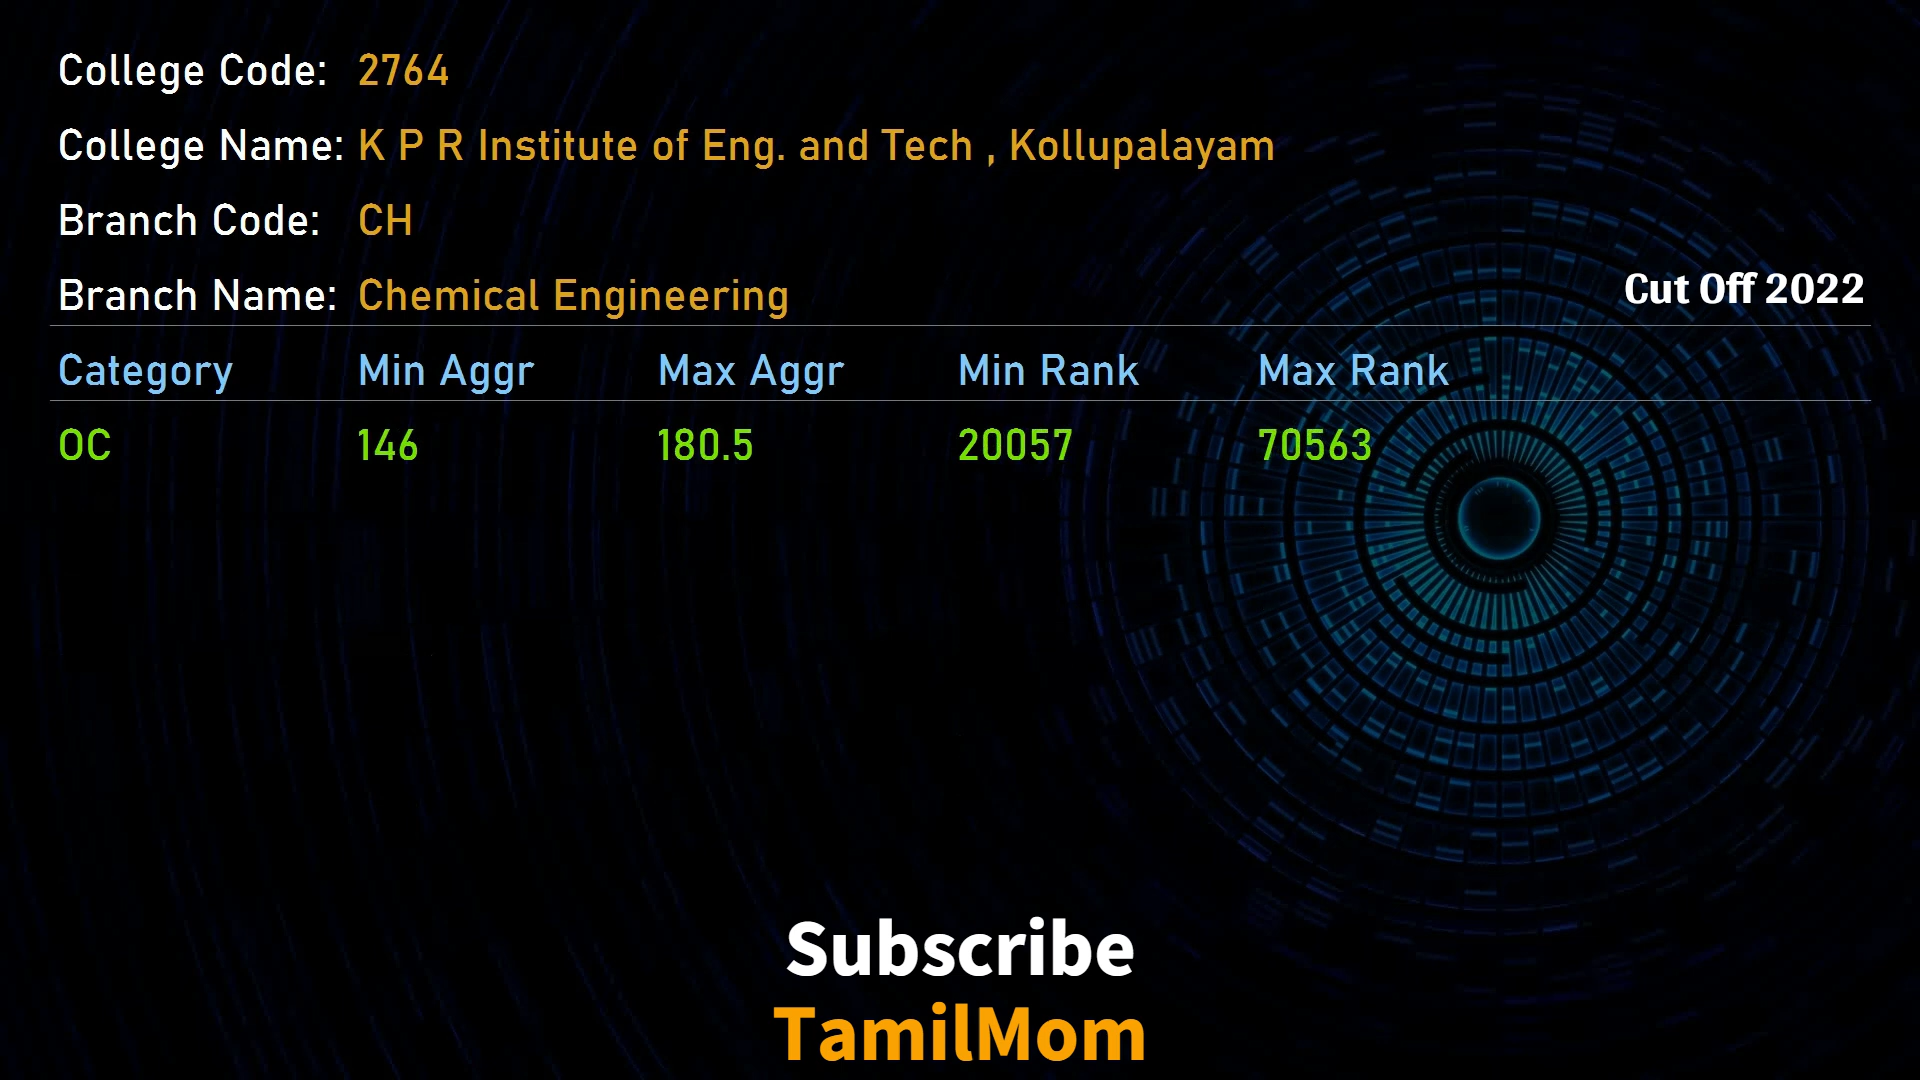 College Code: 2764
College Name: K P R Institute of Eng. and Tech , Kollupalayam
Branch Code: CH
Branch Name: Chemical Engineering
Cut Off 2022
Category Min Aggr Max Aggr Min Rank Max Rank
OC 146 180.5 20057 70563
Subscribe
TamilMom